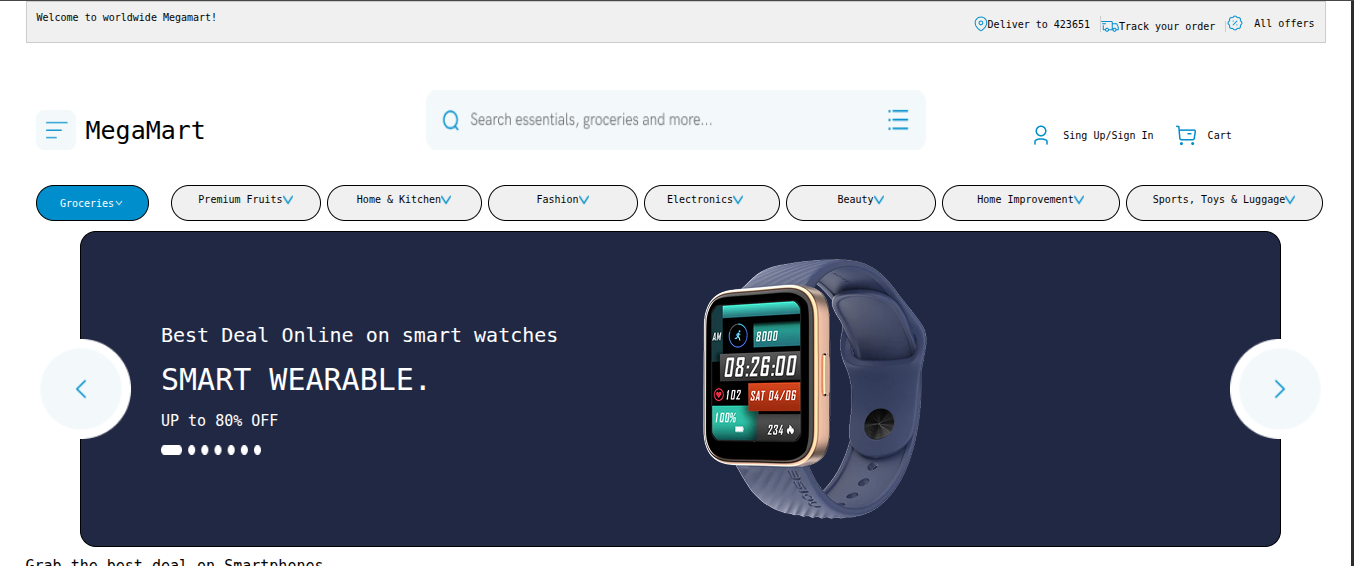 Welcome to worldwide Megamart!
Deliver to 423651
Track your order
All offers
MegaMart
Search essentials, groceries and more...
Sing Up/Sign In
Cart
Groceries
Premium Fruits
Home & Kitchen
Fashion
Electronics
Beauty
Home Improvement
Sports, Toys & Luggage
Best Deal Online on smart watches
SMART WEARABLE.
UP to 80% OFF
AM
8000
08:26:00
102
SAT 04/06
100%
234
Grab the best deal on Smartphones